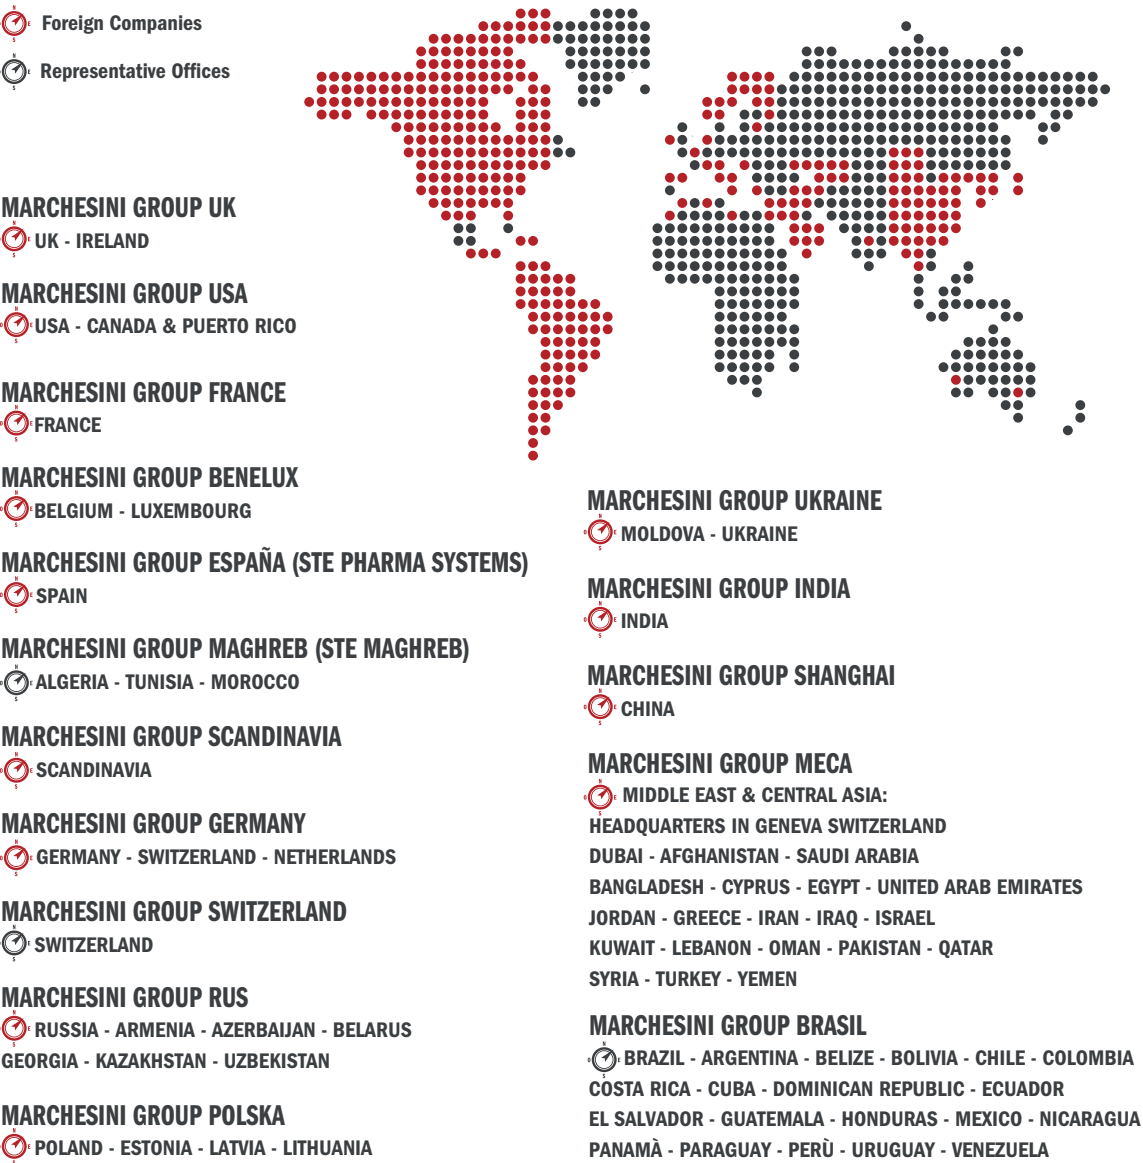 Foreign Companies
Representative Offices
MARCHESINI GROUP UK
UK - IRELAND
MARCHESINI GROUP USA
USA - CANADA & PUERTO RICO
MARCHESINI GROUP FRANCE
FRANCE
MARCHESINI GROUP BENELUX
BELGIUM - LUXEMBOURG
MARCHESINI GROUP ESPAÑA (STE PHARMA SYSTEMS)
SPAIN
MARCHESINI GROUP MAGHREB (STE MAGHREB)
ALGERIA - TUNISIA - MOROCCO
MARCHESINI GROUP SCANDINAVIA
SCANDINAVIA
MARCHESINI GROUP GERMANY
GERMANY - SWITZERLAND - NETHERLANDS
MARCHESINI GROUP SWITZERLAND
SWITZERLAND
MARCHESINI GROUP RUS
RUSSIA - ARMENIA - AZERBAIJAN - BELARUS
GEORGIA - KAZAKHSTAN - UZBEKISTAN
MARCHESINI GROUP POLSKA
POLAND - ESTONIA - LATVIA - LITHUANIA
MARCHESINI GROUP UKRAINE
MOLDOVA - UKRAINE
MARCHESINI GROUP INDIA
INDIA
MARCHESINI GROUP SHANGHAI
CHINA
MARCHESINI GROUP MECA
MIDDLE EAST & CENTRAL ASIA:
HEADQUARTERS IN GENEVA SWITZERLAND
DUBAI - AFGHANISTAN - SAUDI ARABIA
BANGLADESH - CYPRUS - EGYPT - UNITED ARAB EMIRATES
JORDAN - GREECE - IRAN - IRAQ - ISRAEL
KUWAIT - LEBANON - OMAN - PAKISTAN - QATAR
SYRIA - TURKEY - YEMEN
MARCHESINI GROUP BRASIL
BRAZIL - ARGENTINA - BELIZE - BOLIVIA - CHILE - COLOMBIA
COSTA RICA - CUBA - DOMINICAN REPUBLIC - ECUADOR
EL SALVADOR - GUATEMALA - HONDURAS - MEXICO - NICARAGUA
PANAMÀ - PARAGUAY - PERÙ - URUGUAY - VENEZUELA